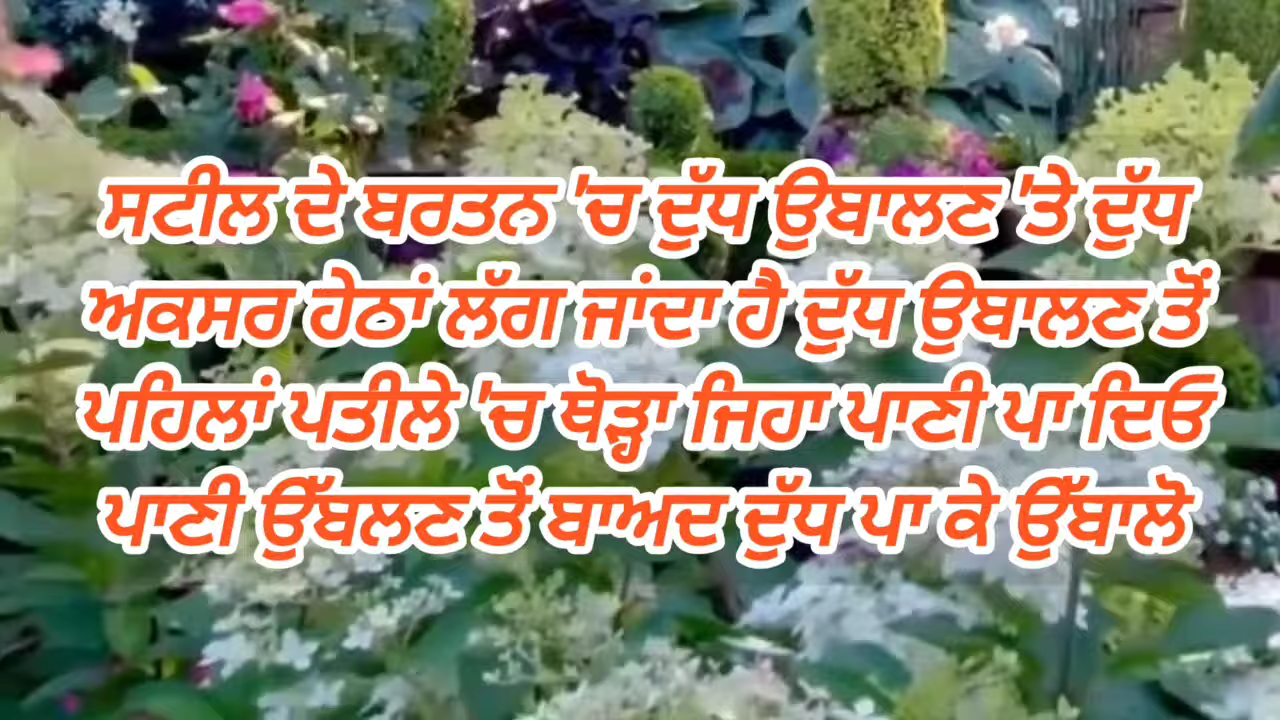 ਸਟੀਲ ਦੇ ਬਰਤਨ 'ਚ ਦੁੱਧ ਉਬਾਲਣ 'ਤੇ ਦੁੱਧ
ਅਕਸਰ ਹੇਠਾਂ ਲੱਗ ਜਾਂਦਾ ਹੈ ਦੁੱਧ ਉਬਾਲਣ ਤੋਂ
ਪਹਿਲਾਂ ਪਤੀਲੇ 'ਚ ਥੋੜ੍ਹਾ ਜਿਹਾ ਪਾਣੀ ਪਾ ਦਿਓ
ਪਾਣੀ ਉੱਬਲਣ ਤੋਂ ਬਾਅਦ ਦੁੱਧ ਪਾ ਕੇ ਉੱਬਾਲੋ